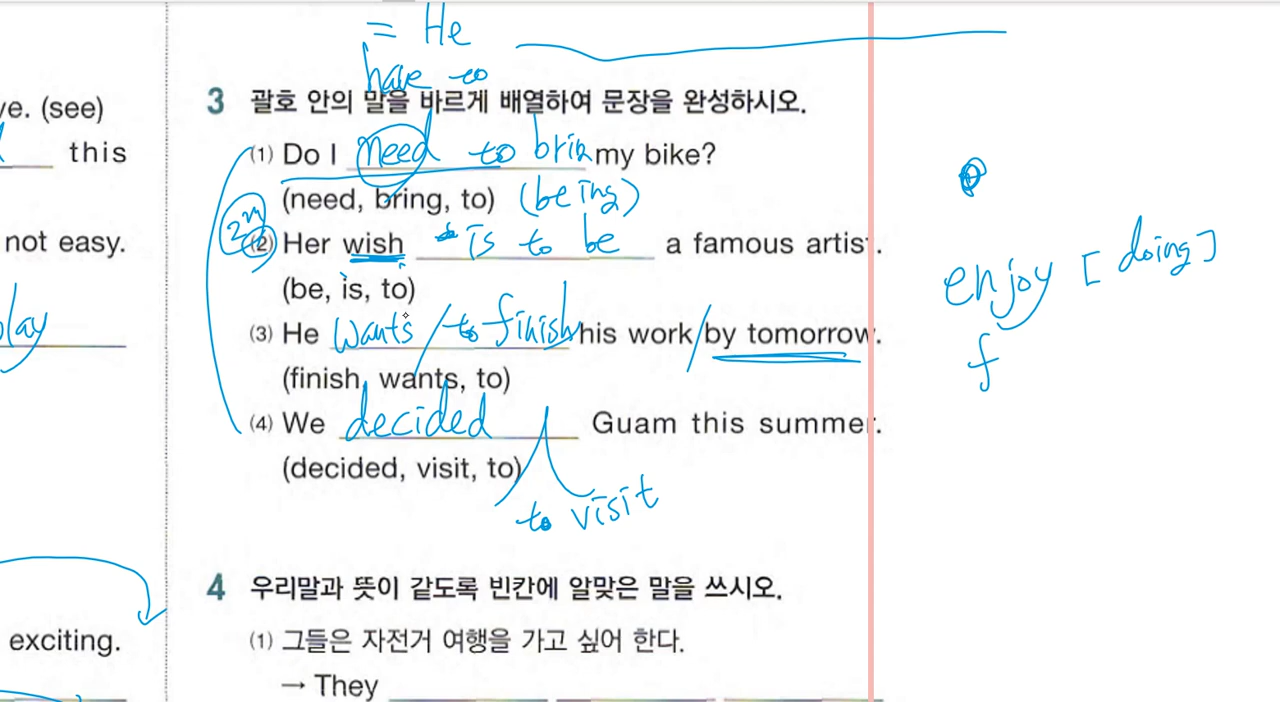 = He
have to
ve. (see)
this
3 괄호 안의 말을 바르게 배열하여 문장을 완성하시오.
(1) Do I need to brin my bike?
(need, bring, to) (being)
not easy.
(2) Her wish is to be a famous artist.
(be, is, to)
enjoy [doing]
play
(3) He wants / to finish his work / by tomorrow.
f
(finish, wants, to)
(4) We decided Guam this summer.
(decided, visit, to)
to visit
4 우리말과 뜻이 같도록 빈칸에 알맞은 말을 쓰시오.
exciting.
(1) 그들은 자전거 여행을 가고 싶어 한다.
→ They